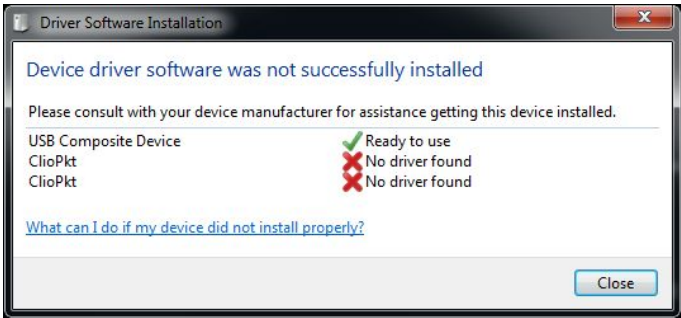 Driver Software Installation
Device driver software was not successfully installed
Please consult with your device manufacturer for assistance getting this device installed.
USB Composite Device Ready to use
ClioPkt No driver found
ClioPkt No driver found
What can I do if my device did not install properly?
Close